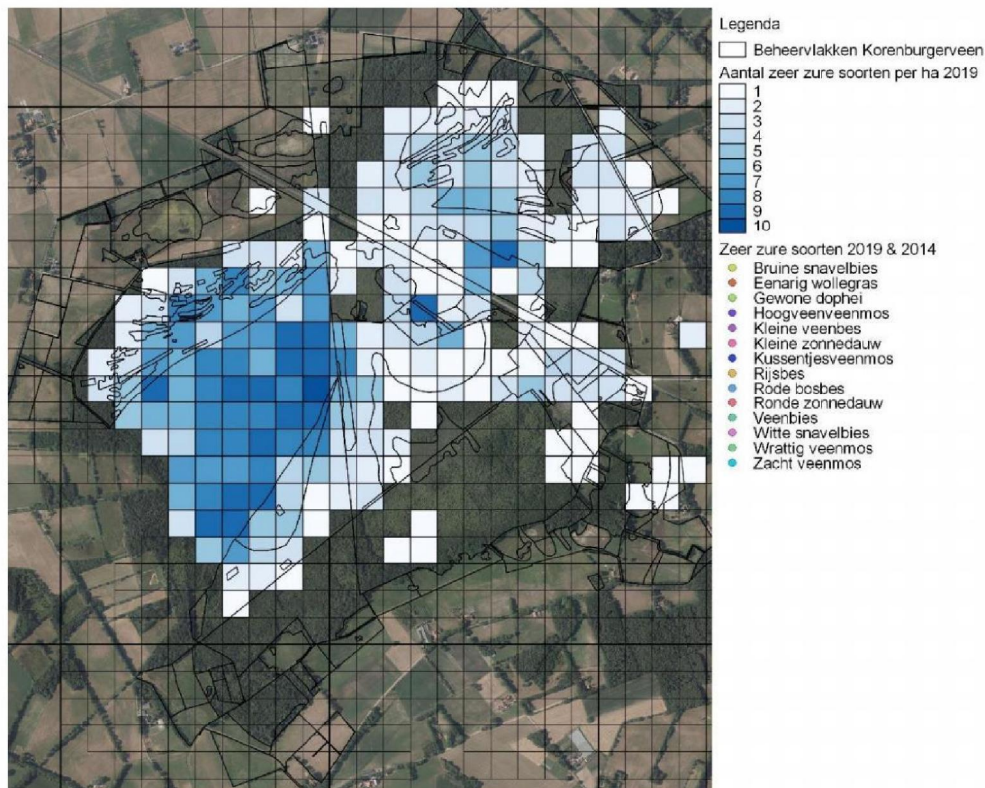 Legenda
Beheervlakken Korenburgerveen
Aantal zeer zure soorten per ha 2019
1
2
3
4
5
6
7
8
9
10
Zeer zure soorten 2019 & 2014
Bruine snavelbies
Eenarig wollegras
Gewone dophei
Hoogveenveenmos
Kleine veenbes
Kleine zonnedauw
Kussentjesveenmos
Rijsbes
Rode bosbes
Ronde zonnedauw
Veenbies
Witte snavelbies
Wrattig veenmos
Zacht veenmos